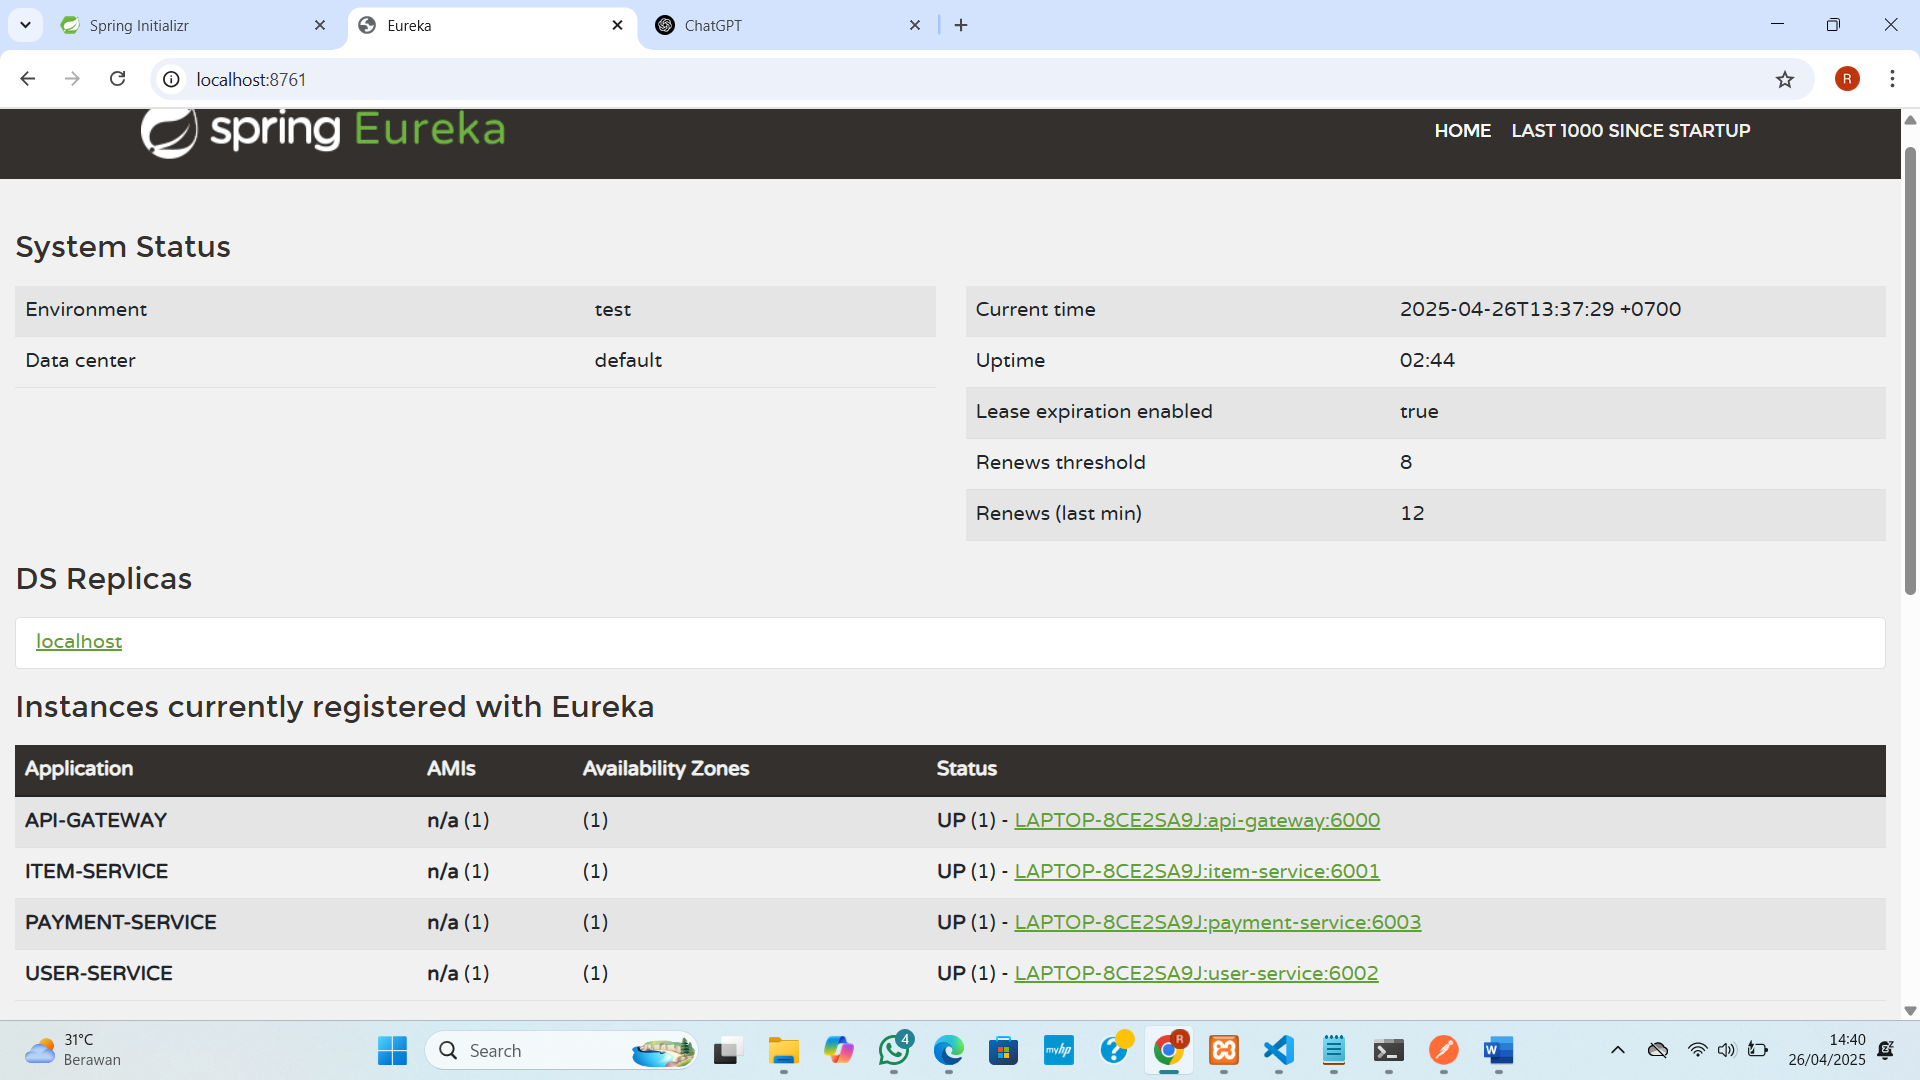 Spring Initializr
Eureka
ChatGPT
localhost:8761
R
spring Eureka
HOME LAST 1000 SINCE STARTUP
System Status
Environment test
Data center default
Current time 2025-04-26T13:37:29 +0700
Uptime 02:44
Lease expiration enabled true
Renews threshold 8
Renews (last min) 12
DS Replicas
localhost
Instances currently registered with Eureka
Application AMIs Availability Zones Status
API-GATEWAY n/a (1) (1) UP (1) - LAPTOP-8CE2SA9J:api-gateway:6000
ITEM-SERVICE n/a (1) (1) UP (1) - LAPTOP-8CE2SA9J:item-service:6001
PAYMENT-SERVICE n/a (1) (1) UP (1) - LAPTOP-8CE2SA9J:payment-service:6003
USER-SERVICE n/a (1) (1) UP (1) - LAPTOP-8CE2SA9J:user-service:6002
31°C
Berawan
Search
4
myhp
?
R
W
14:40
26/04/2025